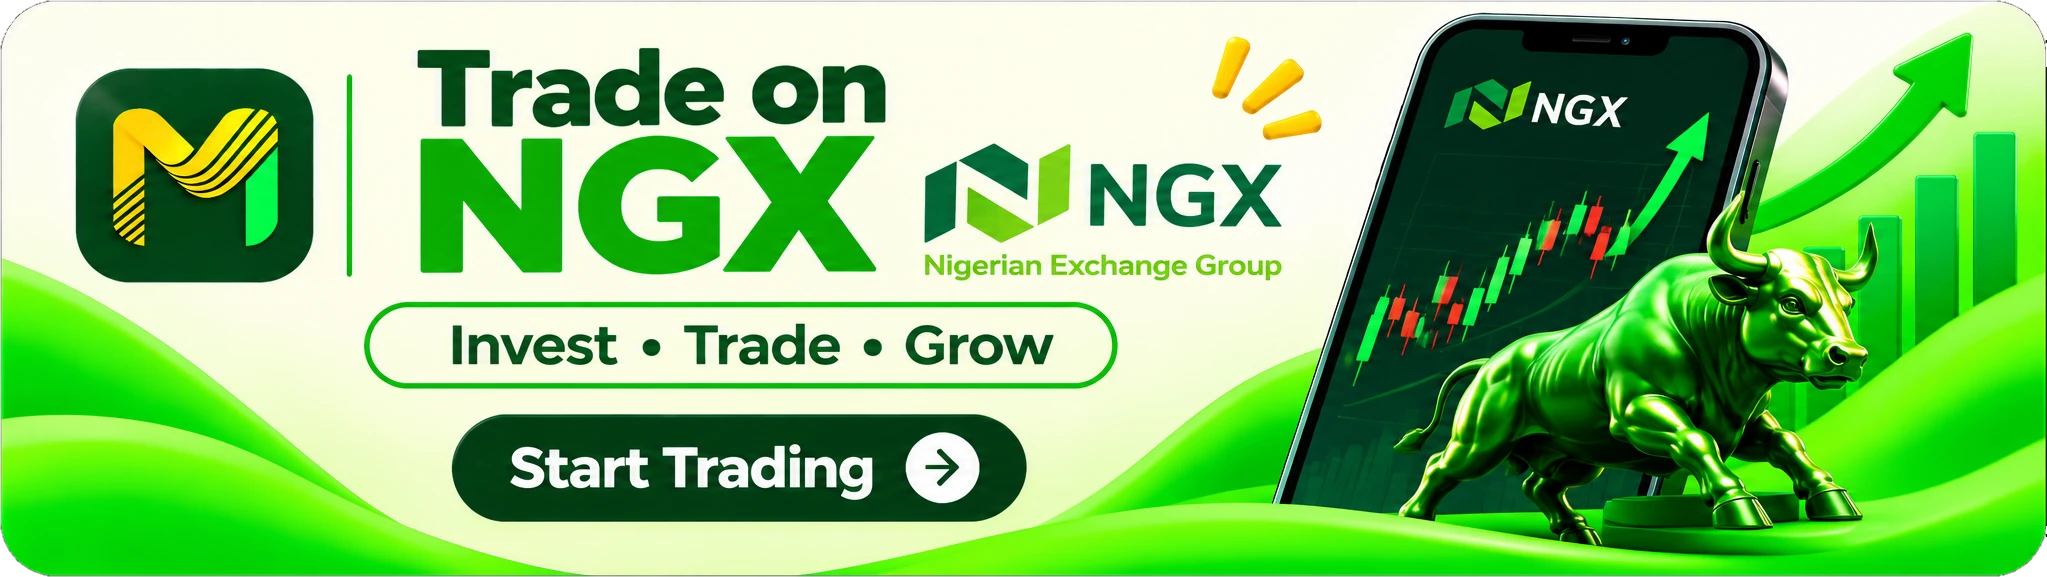 Trade on
NGX
NGX
Nigerian Exchange Group
Invest • Trade • Grow
Start Trading
NGX